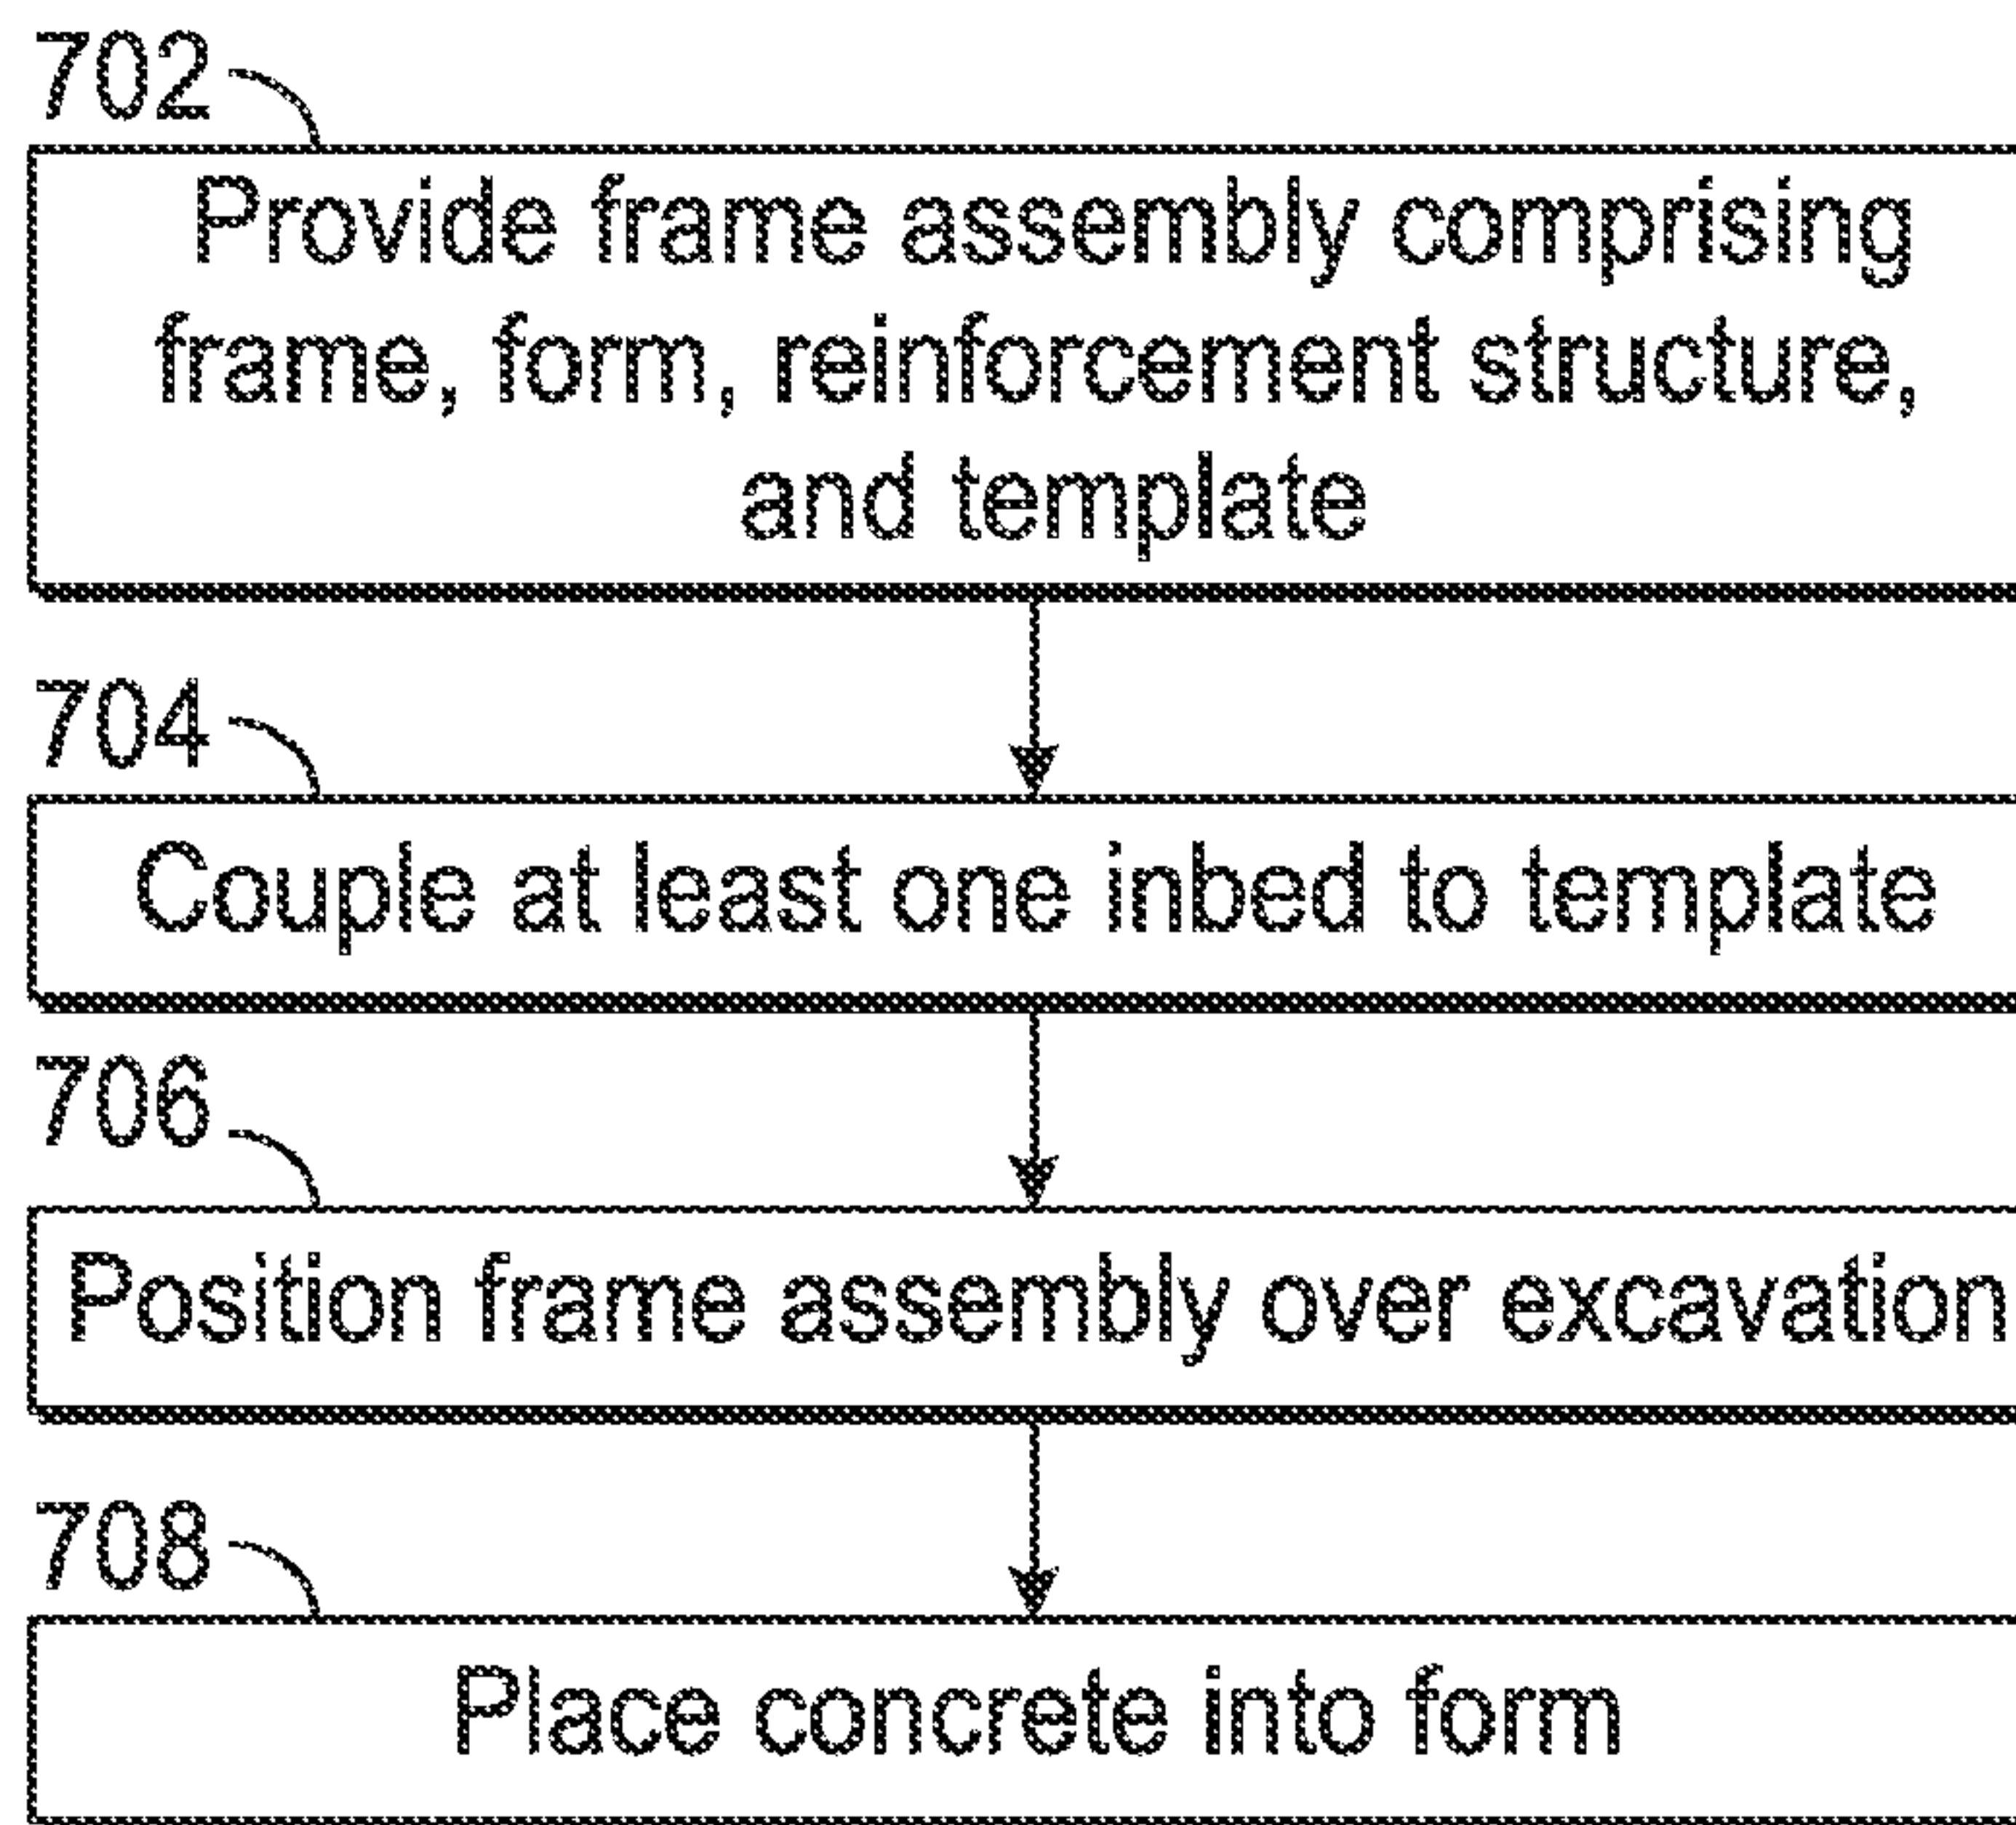 702
Provide frame assembly comprising
frame, form, reinforcement structure,
and template
704
Couple at least one inbed to template
706
Position frame assembly over excavation
708
Place concrete into form